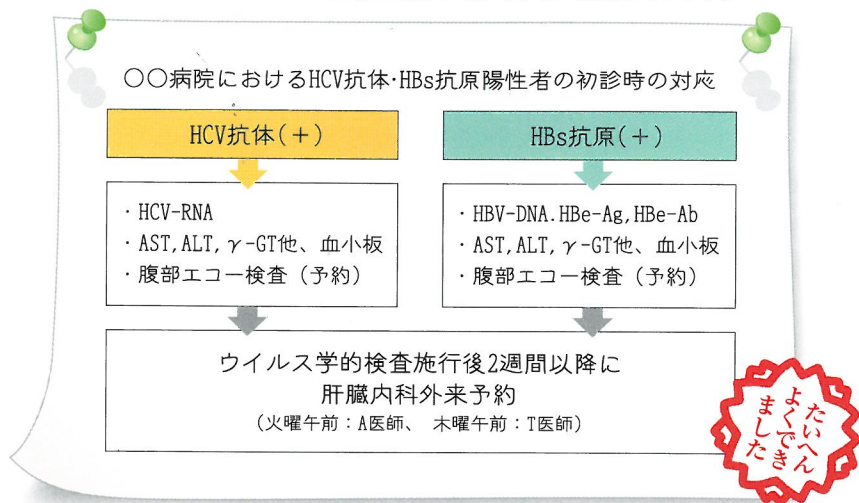 ○○病院におけるHCV抗体・HBs抗原陽性者の初診時の対応
HCV抗体(＋)
・HCV-RNA
・AST,ALT,γ-GT他、血小板
・腹部エコー検査（予約）
HBs抗原(＋)
・HBV-DNA.HBe-Ag,HBe-Ab
・AST,ALT,γ-GT他、血小板
・腹部エコー検査（予約）
ウイルス学的検査施行後2週間以降に
肝臓内科外来予約
（火曜午前：A医師、 木曜午前：T医師）
たいへん
よくでき
ました